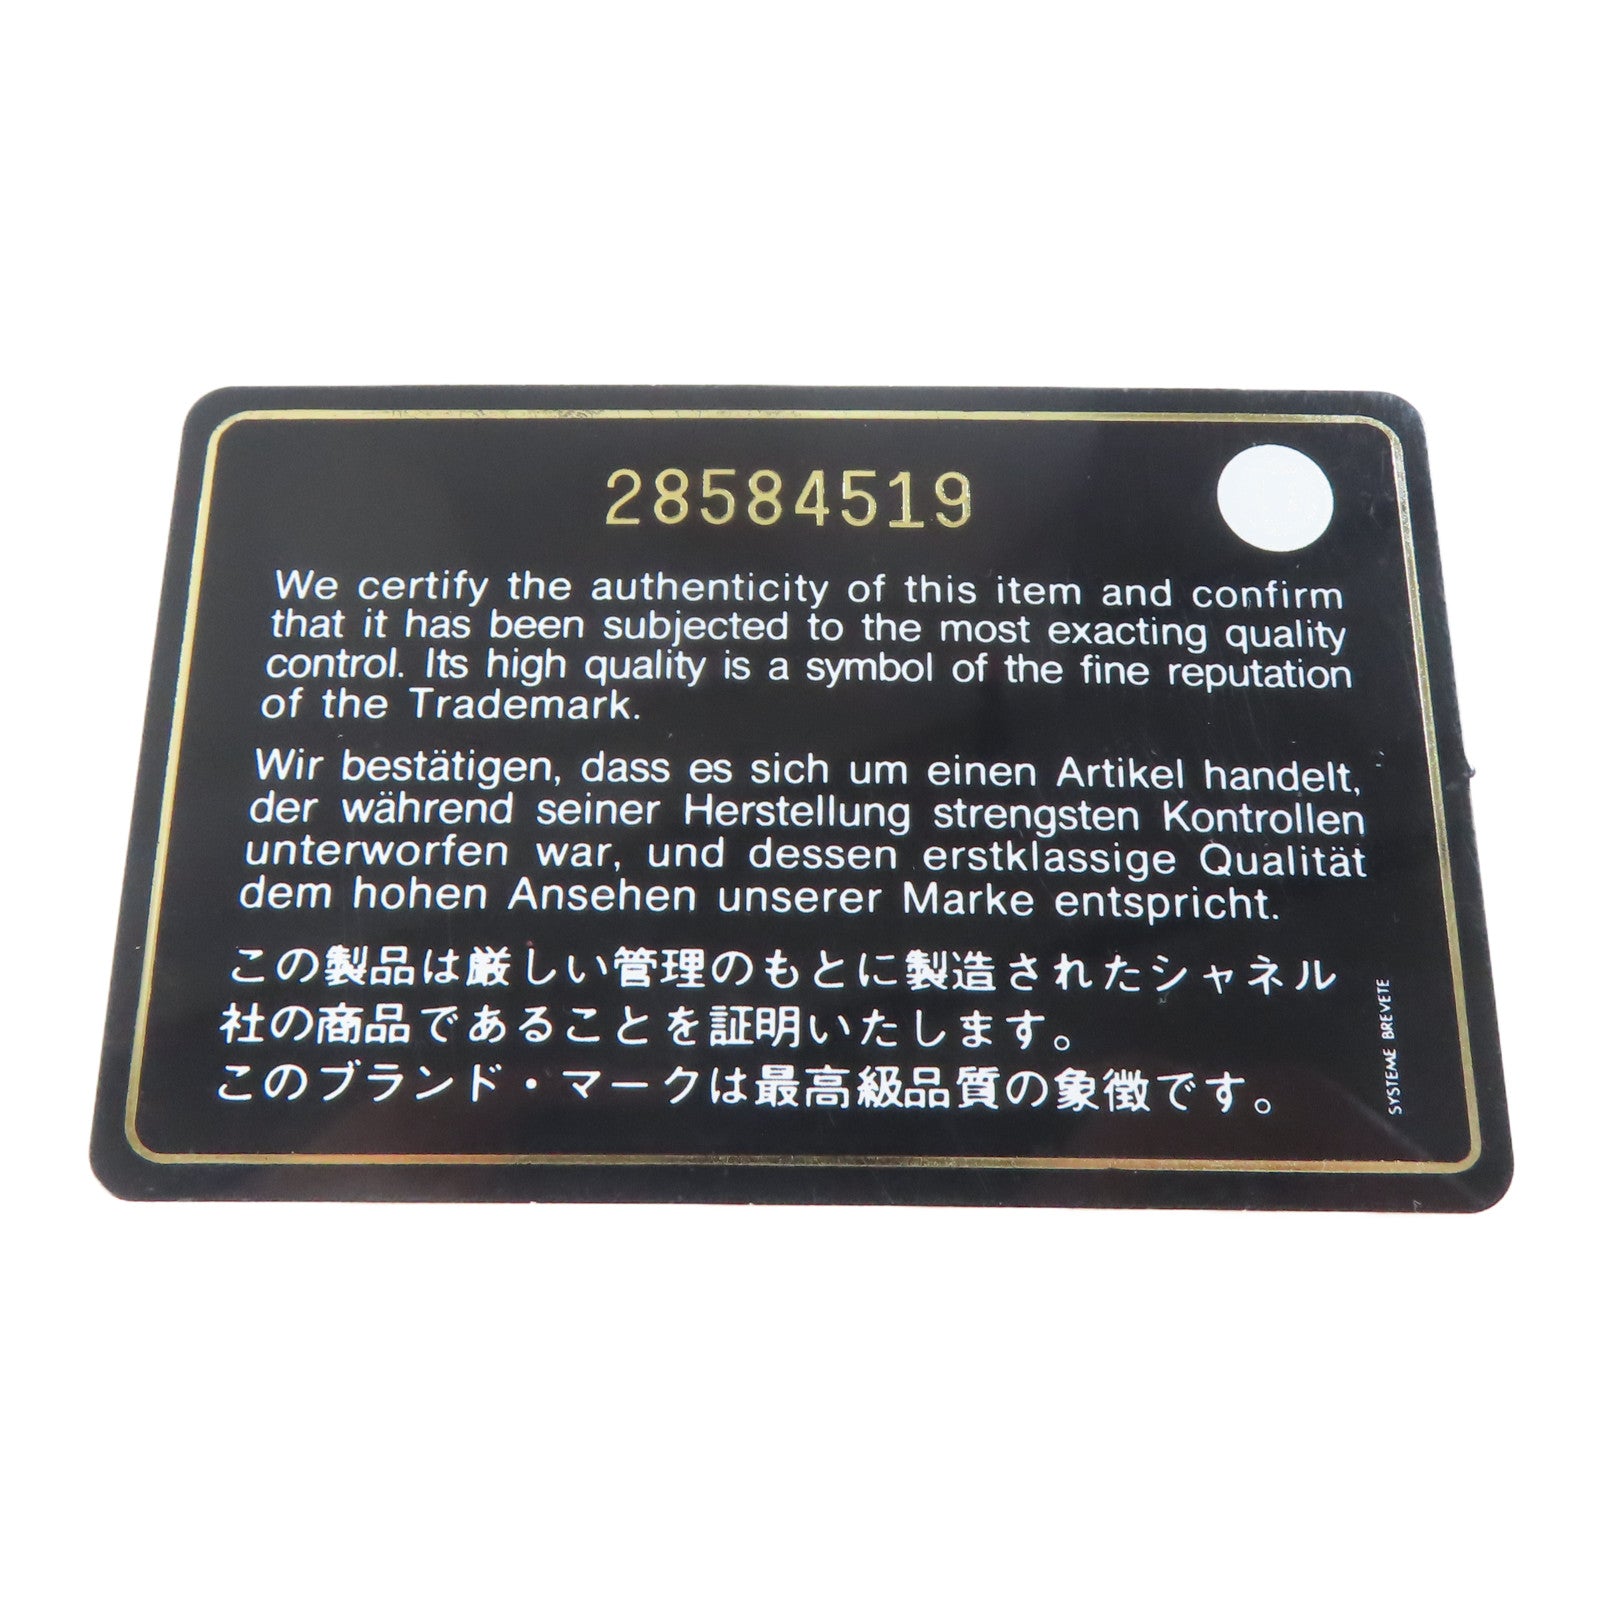 28584519
We certify the authenticity of this item and confirm
that it has been subjected to the most exacting quality
control. Its high quality is a symbol of the fine reputation
of the Trademark.
Wir bestätigen, dass es sich um einen Artikel handelt,
der während seiner Herstellung strengsten Kontrollen
unterworfen war, und dessen erstklassige Qualität
dem hohen Ansehen unserer Marke entspricht.
この製品は厳しい管理のもとに製造されたシャネル
社の商品であることを証明いたします。
このブランド・マークは最高級品質の象徴です。
SYSTEME BREVETE